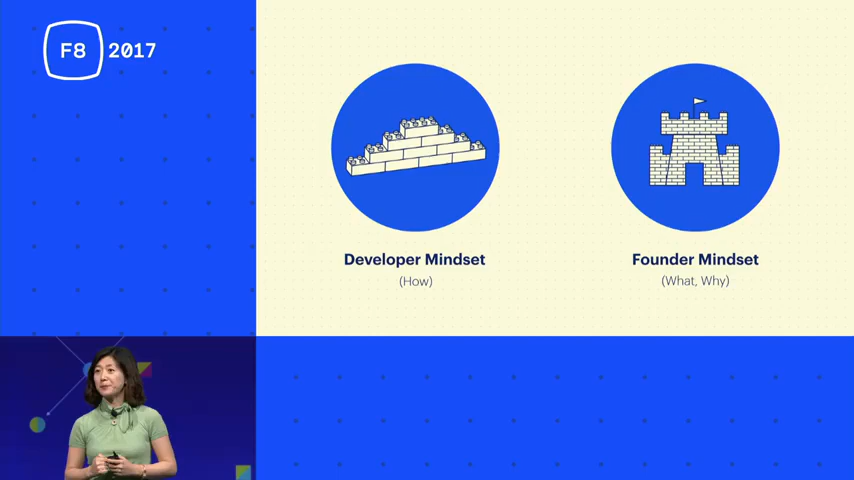 F8 2017
Developer Mindset
(How)
Founder Mindset
(What, Why)